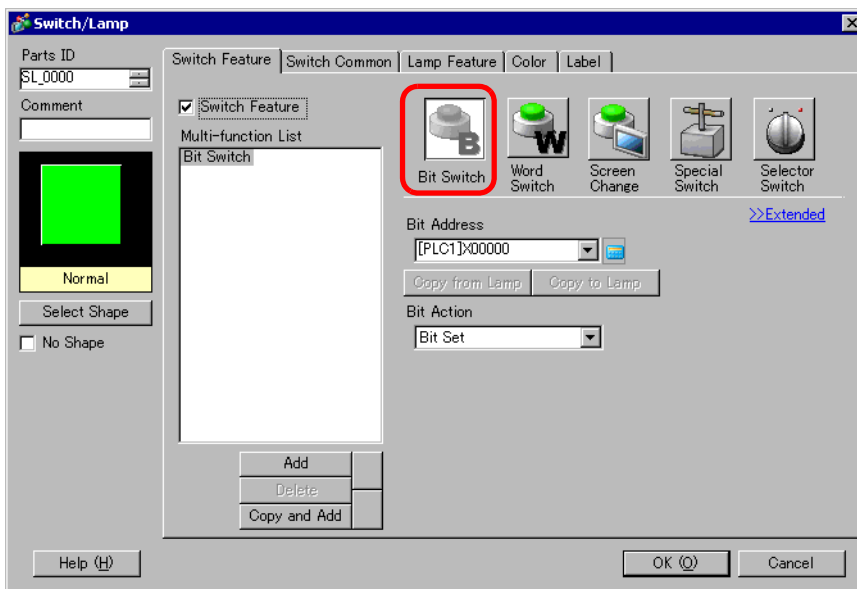 Switch/Lamp
Parts ID
SL_0000
Comment
Normal
Select Shape
No Shape
Switch Feature
Switch Common
Lamp Feature
Color
Label
Switch Feature
Multi-function List
Bit Switch
Add
Delete
Copy and Add
B
Bit Switch
W
Word
Switch
Screen
Change
Special
Switch
Selector
Switch
>>Extended
Bit Address
[PLC1]X00000
Copy from Lamp
Copy to Lamp
Bit Action
Bit Set
Help (H)
OK (O)
Cancel